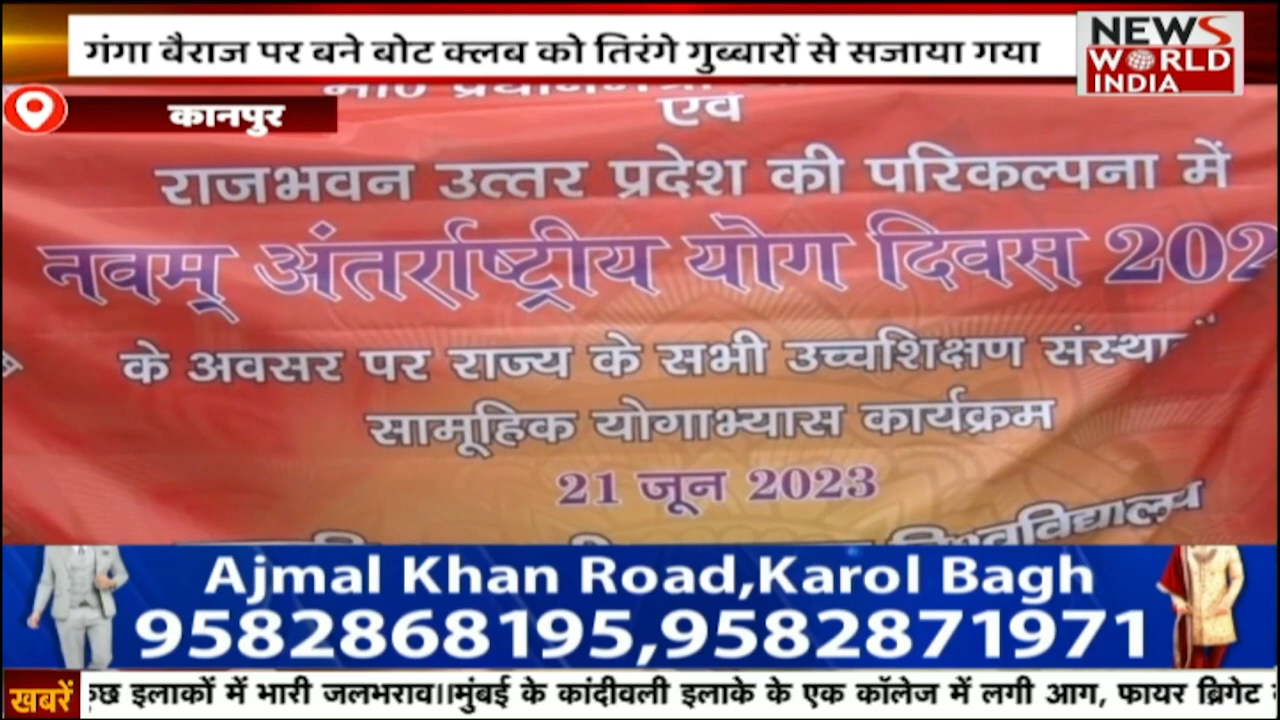 गंगा बैराज पर बने बोट क्लब को तिरंगे गुब्बारों से सजाया गया
NEWS
WORLD
INDIA
कानपुर
एवं
राजभवन उत्तर प्रदेश की परिकल्पना में
नवम् अंतर्राष्ट्रीय योग दिवस 202
के अवसर पर राज्य के सभी उच्चशिक्षण
सामूहिक योगाभ्यास कार्यक्रम
21 जून 2023
विश्वविद्यालय
Ajmal Khan Road,Karol Bagh
9582868195,9582871971
खबरें
इलाकों में भारी जलभराव।।मुंबई के कांदीवली इलाके के एक कॉलेज में लगी आग, फायर ब्रिगेट